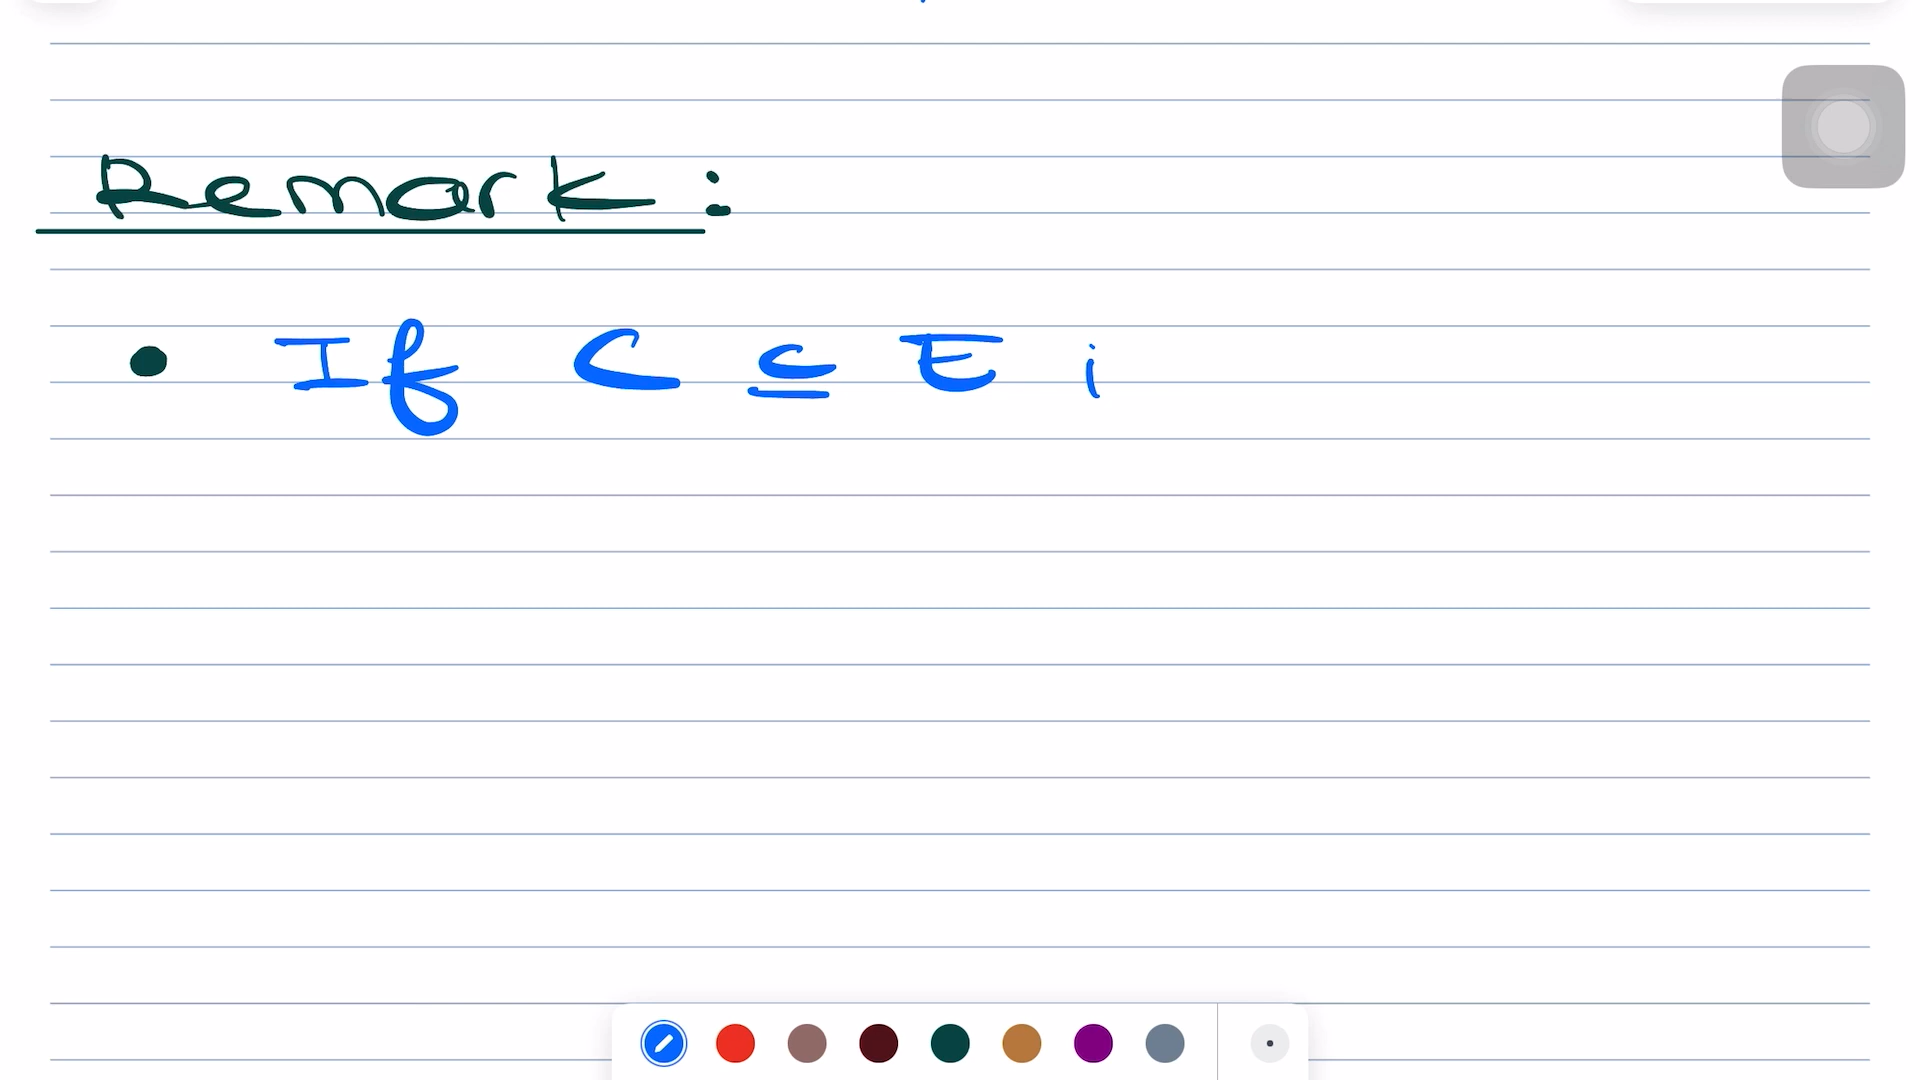 Remark :
• If C ⊆ E i